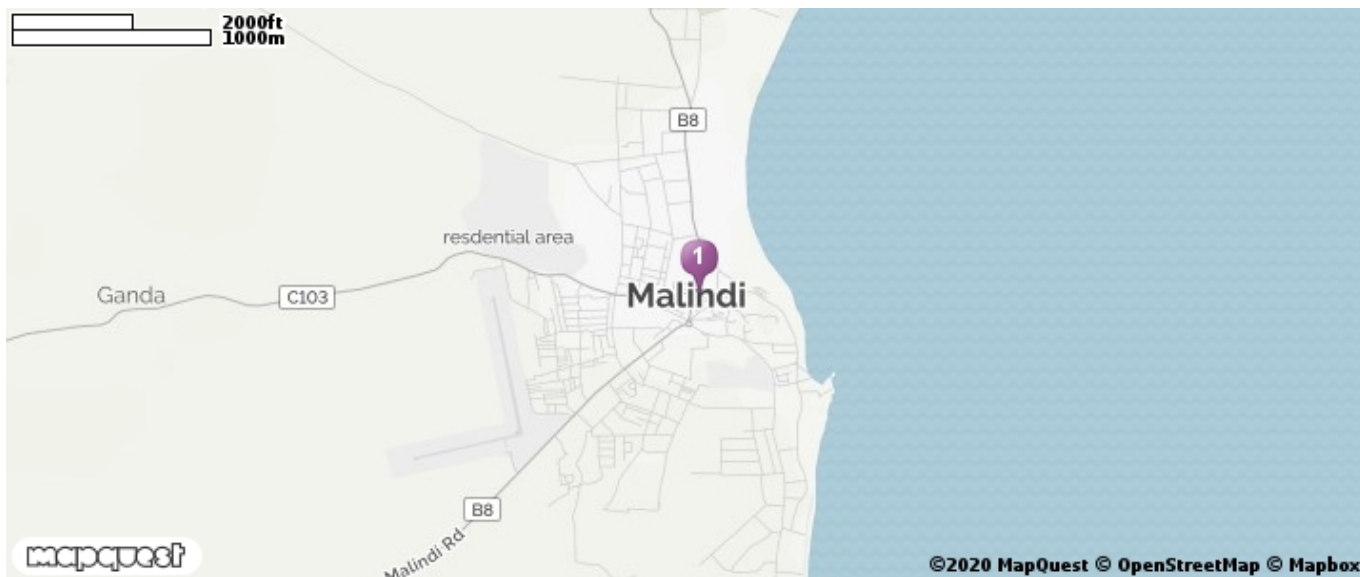 2000ft
1000m
B8
resdential area
1
Malindi
Ganda
C103
B8
Malindi Rd
mapquest
©2020 MapQuest © OpenStreetMap © Mapbox